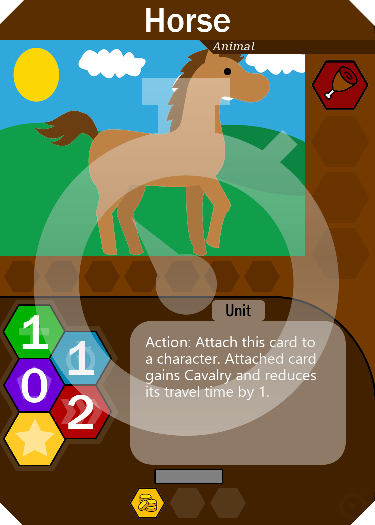 Horse
Animal
Unit
1
1
0
2
Action: Attach this card to
a character. Attached card
gains Cavalry and reduces
its travel time by 1.